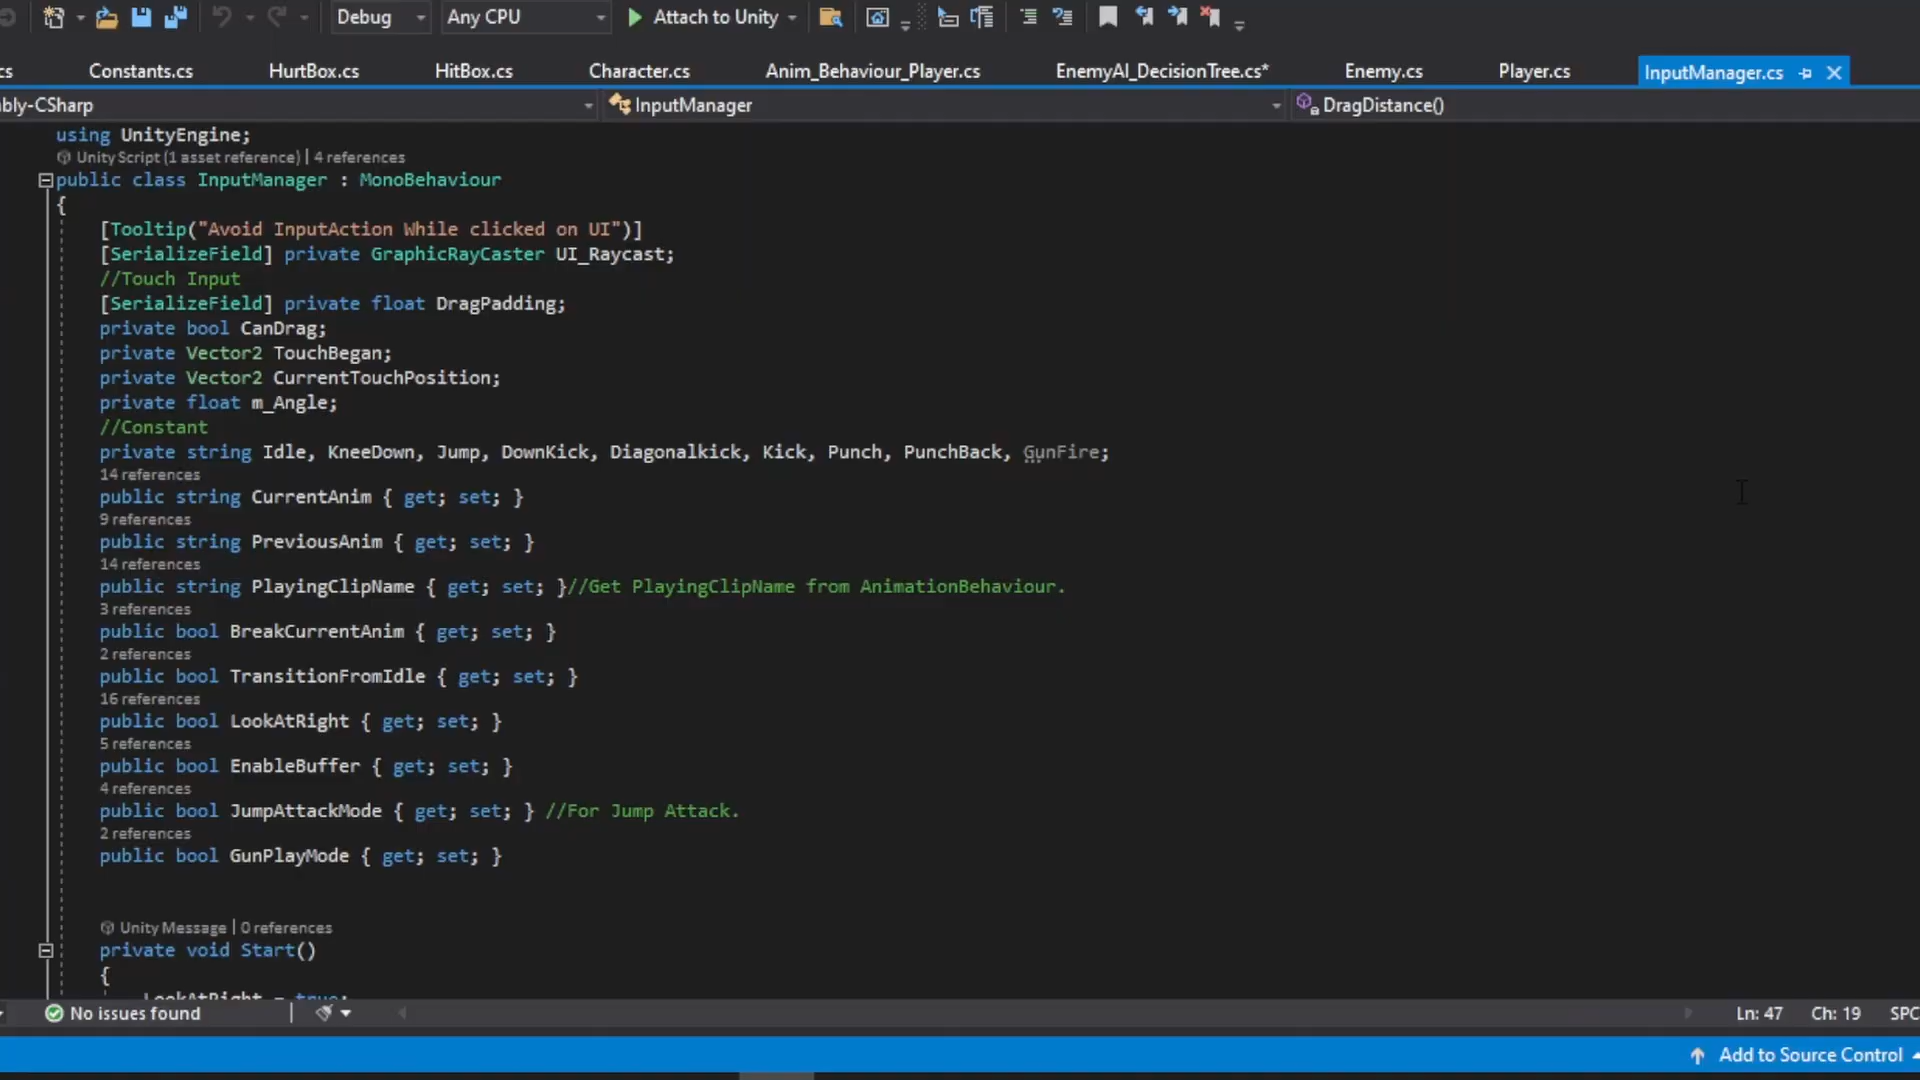 Debug Any CPU Attach to Unity
cs Constants.cs HurtBox.cs HitBox.cs Character.cs Anim_Behaviour_Player.cs EnemyAI_DecisionTree.cs* Enemy.cs Player.cs InputManager.cs
bly-CSharp InputManager DragDistance()
using UnityEngine;
Unity Script (1 asset reference) | 4 references
public class InputManager : MonoBehaviour
{
[Tooltip("Avoid InputAction While clicked on UI")]
[SerializeField] private GraphicRayCaster UI_Raycast;
//Touch Input
[SerializeField] private float DragPadding;
private bool CanDrag;
private Vector2 TouchBegan;
private Vector2 CurrentTouchPosition;
private float m_Angle;
//Constant
private string Idle, KneeDown, Jump, DownKick, Diagonalkick, Kick, Punch, PunchBack, GunFire;
14 references
public string CurrentAnim { get; set; }
9 references
public string PreviousAnim { get; set; }
14 references
public string PlayingClipName { get; set; }//Get PlayingClipName from AnimationBehaviour.
3 references
public bool BreakCurrentAnim { get; set; }
2 references
public bool TransitionFromIdle { get; set; }
16 references
public bool LookAtRight { get; set; }
5 references
public bool EnableBuffer { get; set; }
4 references
public bool JumpAttackMode { get; set; } //For Jump Attack.
2 references
public bool GunPlayMode { get; set; }
Unity Message | 0 references
private void Start()
{
LookAtRight = true;
No issues found Ln: 47 Ch: 19 SPC
Add to Source Control